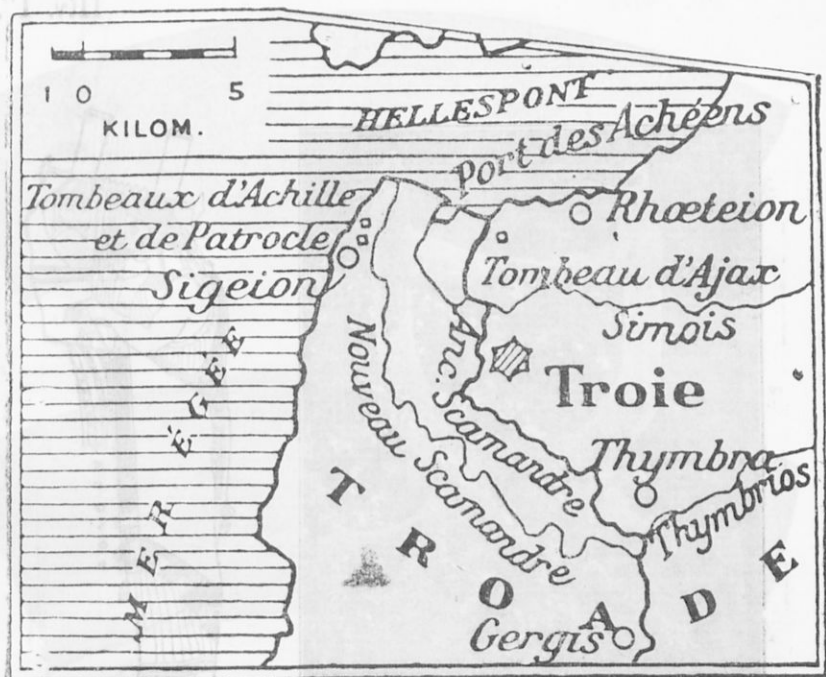 1 0 5
KILOM.
HELLESPONT
Port des Achéens
Tombeaux d'Achille
et de Patrocle
Sigeion
Rhœteion
Tombeau d'Ajax
Simois
Troie
Anc. Scamandre
Nouveau Scamandre
Thymbra
Thymbrios
MER ÉGÉE
TROADE
Gergis